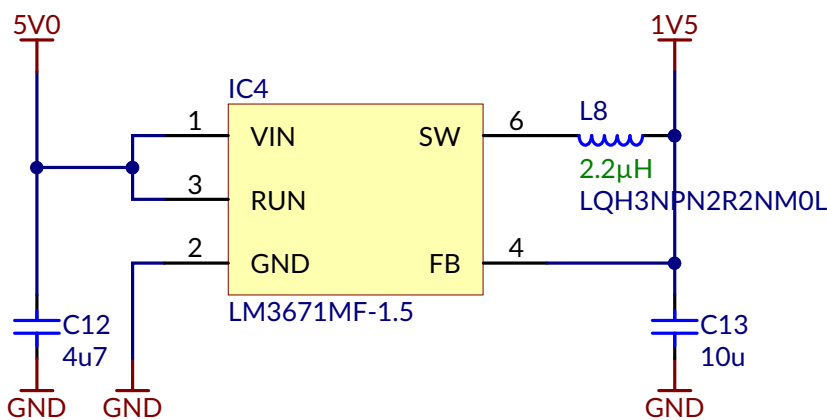 5V0
1V5
IC4
L8
1
VIN
SW
6
2.2µH
LQH3NPN2R2NM0L
3
RUN
2
GND
FB
4
LM3671MF-1.5
C12
4u7
C13
10u
GND
GND
GND